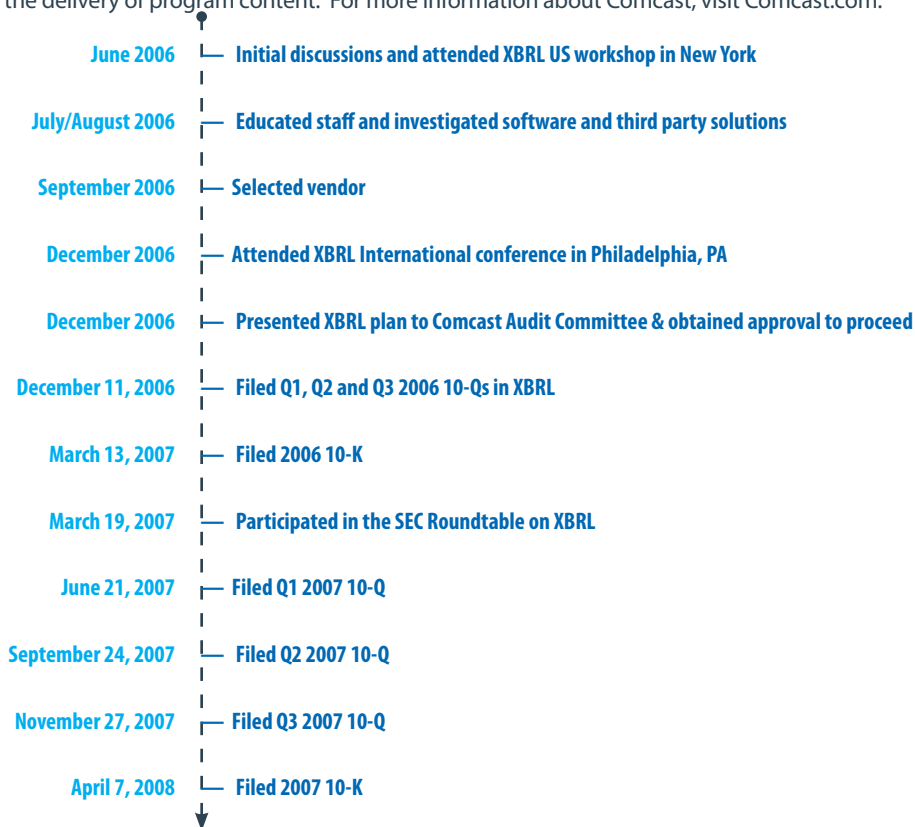 the delivery of program content. For more information about Comcast, visit Comcast.com.
June 2006 Initial discussions and attended XBRL US workshop in New York
July/August 2006 Educated staff and investigated software and third party solutions
September 2006 Selected vendor
December 2006 Attended XBRL International conference in Philadelphia, PA
December 2006 Presented XBRL plan to Comcast Audit Committee & obtained approval to proceed
December 11, 2006 Filed Q1, Q2 and Q3 2006 10-Qs in XBRL
March 13, 2007 Filed 2006 10-K
March 19, 2007 Participated in the SEC Roundtable on XBRL
June 21, 2007 Filed Q1 2007 10-Q
September 24, 2007 Filed Q2 2007 10-Q
November 27, 2007 Filed Q3 2007 10-Q
April 7, 2008 Filed 2007 10-K